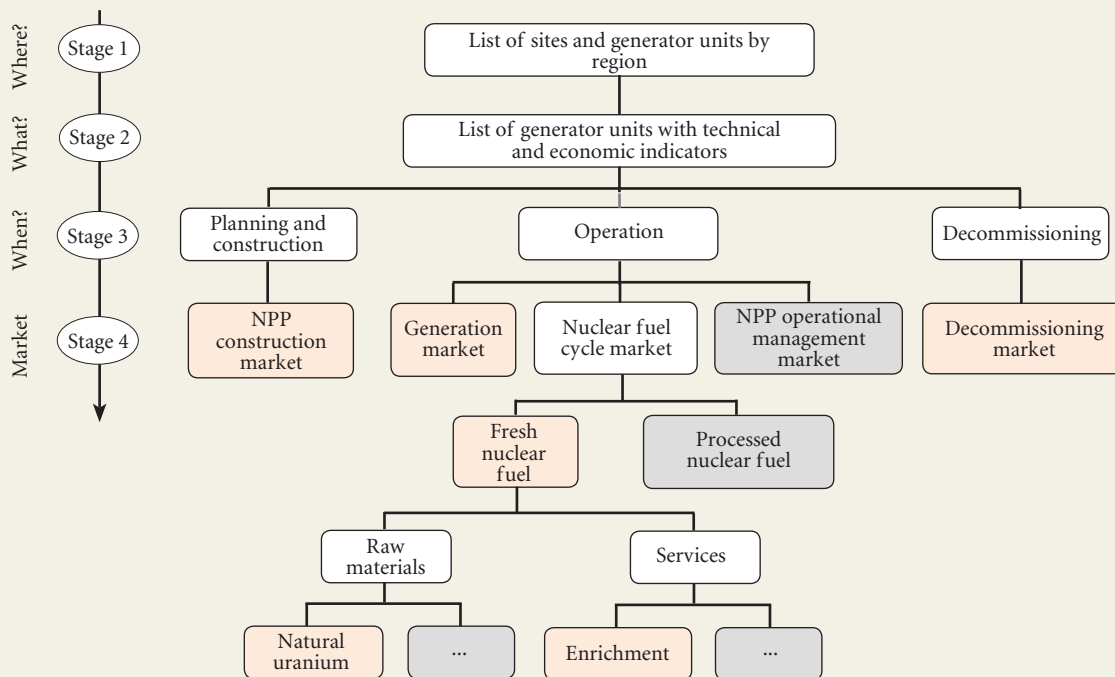 Where?
Stage 1
List of sites and generator units by
region
What?
Stage 2
List of generator units with technical
and economic indicators
When?
Stage 3
Planning and
construction
Operation
Decommissioning
Market
Stage 4
NPP
construction
market
Generation
market
Nuclear fuel
cycle market
NPP operational
management
market
Decommissioning
market
Fresh
nuclear
fuel
Processed
nuclear fuel
Raw
materials
Services
Natural
uranium
...
Enrichment
...